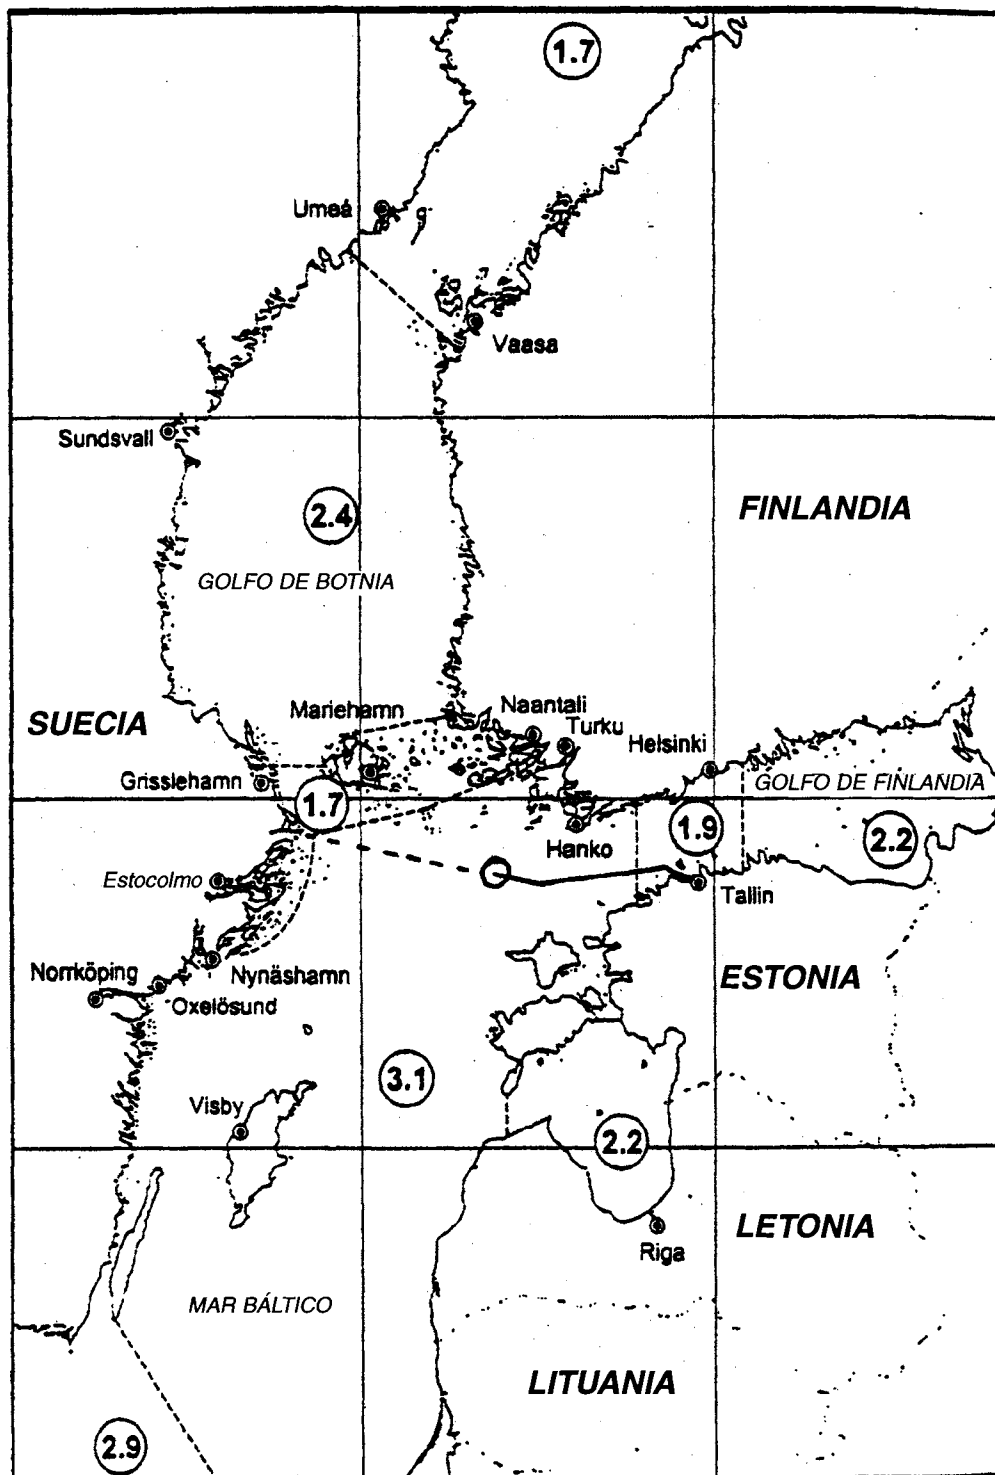 1.7
Umeá
Vaasa
Sundsvall
FINLANDIA
2.4
GOLFO DE BOTNIA
SUECIA
Mariehamn
Naantali
Turku
Helsinki
Grisslehamn
GOLFO DE FINLANDIA
1.7
1.9
2.2
Hanko
Estocolmo
Tallin
Norrköping
Nynäshamn
Oxelösund
ESTONIA
3.1
Visby
2.2
LETONIA
Riga
MAR BÁLTICO
LITUANIA
2.9